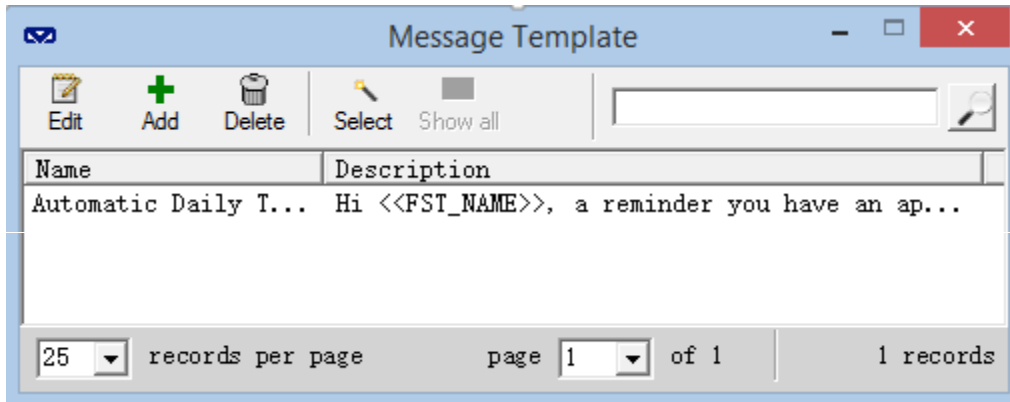 Message Template
Edit Add Delete Select Show all
Name Description
Automatic Daily T... Hi <<FST_NAME>>, a reminder you have an ap...
25 records per page page 1 of 1 1 records